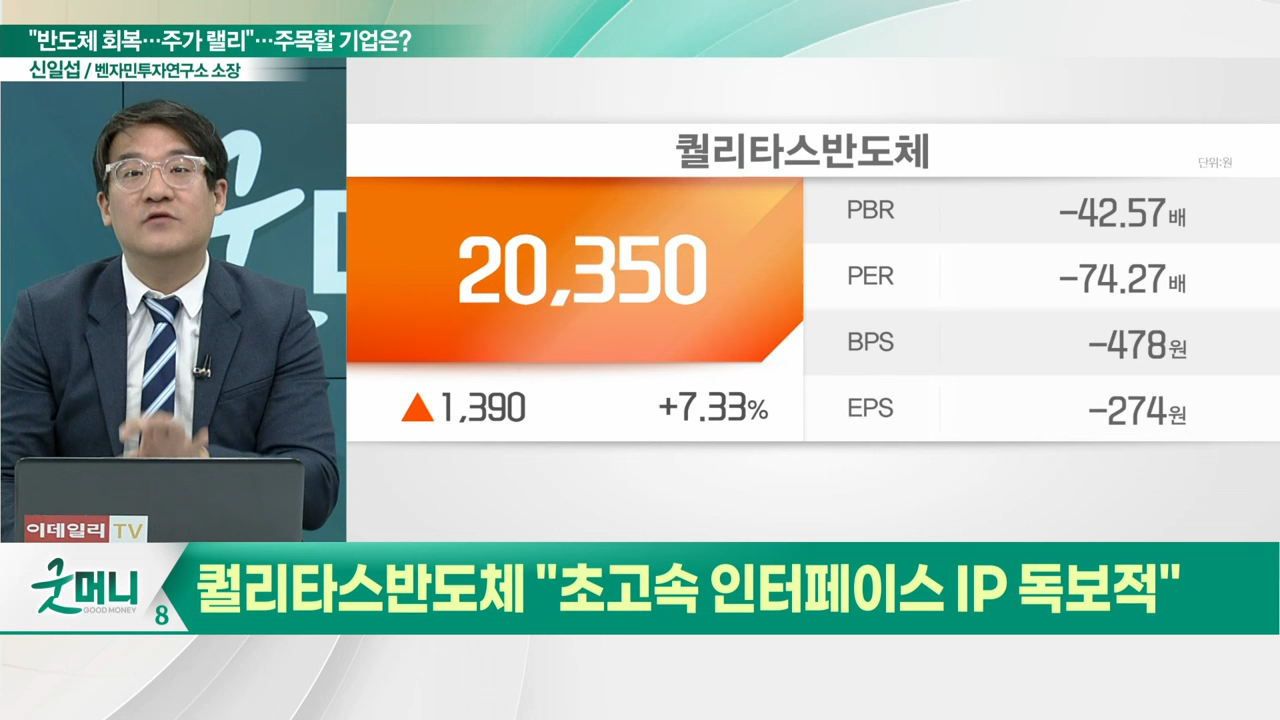 "반도체 회복…주가 랠리"…주목할 기업은?
신일섭 / 벤자민투자연구소 소장
퀄리타스반도체
단위:원
20,350
▲1,390 +7.33%
PBR -42.57배
PER -74.27배
BPS -478원
EPS -274원
이데일리 TV
굿머니
GOOD MONEY
8
퀄리타스반도체 "초고속 인터페이스 IP 독보적"